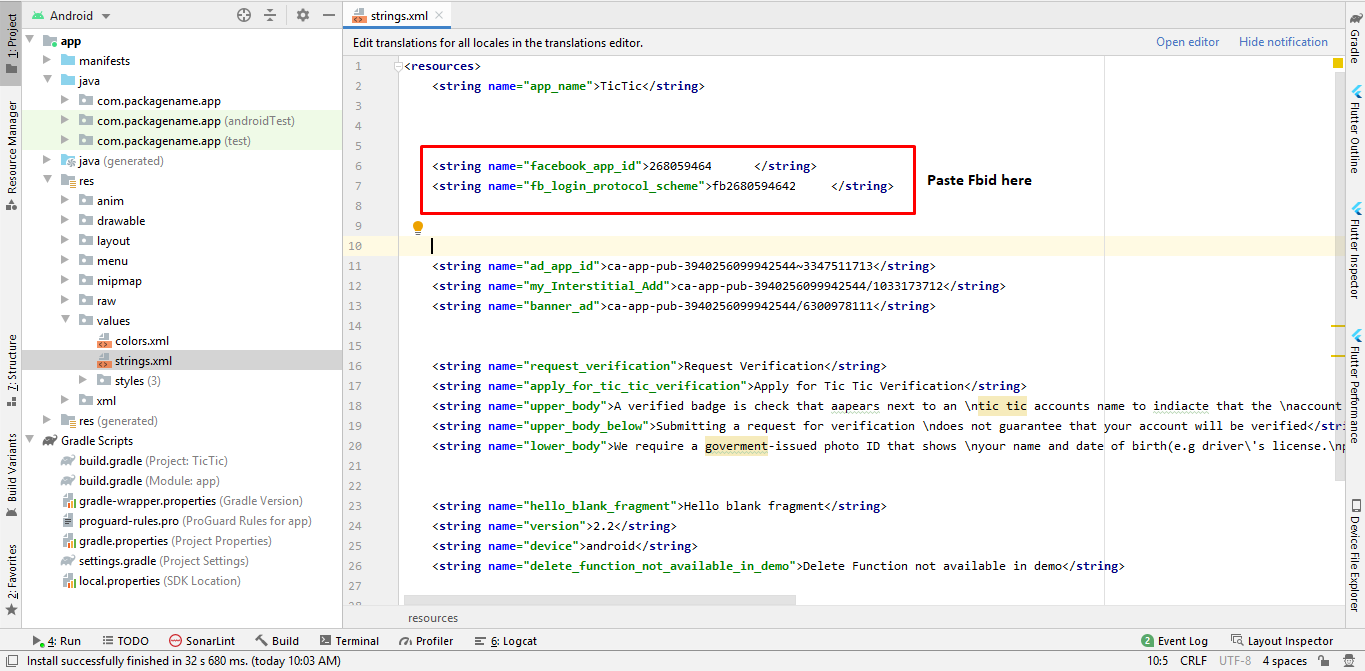 Android
strings.xml
1: Project
Resource Manager
7: Structure
Build Variants
2: Favorites
app
manifests
java
com.packagename.app
com.packagename.app (androidTest)
com.packagename.app (test)
java (generated)
res
anim
drawable
layout
menu
mipmap
raw
values
colors.xml
strings.xml
styles (3)
xml
res (generated)
Gradle Scripts
build.gradle (Project: TicTic)
build.gradle (Module: app)
gradle-wrapper.properties (Gradle Version)
proguard-rules.pro (ProGuard Rules for app)
gradle.properties (Project Properties)
settings.gradle (Project Settings)
local.properties (SDK Location)
Edit translations for all locales in the translations editor.
Open editor Hide notification
1 <resources>
2 <string name="app_name">TicTic</string>
3
4
5
6 <string name="facebook_app_id">268059464 </string>
7 <string name="fb_login_protocol_scheme">fb2680594642 </string>
Paste Fbid here
8
9
10
11 <string name="ad_app_id">ca-app-pub-3940256099942544~3347511713</string>
12 <string name="my_Interstitial_Add">ca-app-pub-3940256099942544/1033173712</string>
13 <string name="banner_ad">ca-app-pub-3940256099942544/6300978111</string>
14
15
16 <string name="request_verification">Request Verification</string>
17 <string name="apply_for_tic_tic_verification">Apply for Tic Tic Verification</string>
18 <string name="upper_body">A verified badge is check that aapears next to an \ntic tic accounts name to indiacte that the \naccount
19 <string name="upper_body_below">Submitting a request for verification \ndoes not guarantee that your account will be verified</str
20 <string name="lower_body">We require a goverment-issued photo ID that shows \nyour name and date of birth(e.g driver\'s license.\np
21
22
23 <string name="hello_blank_fragment">Hello blank fragment</string>
24 <string name="version">2.2</string>
25 <string name="device">android</string>
26 <string name="delete_function_not_available_in_demo">Delete Function not available in demo</string>
27
28
resources
Gradle
Flutter Outline
Flutter Inspector
Flutter Performance
Device File Explorer
4: Run TODO SonarLint Build Terminal Profiler 6: Logcat
2 Event Log Layout Inspector
Install successfully finished in 32 s 680 ms. (today 10:03 AM)
10:5 CRLF UTF-8 4 spaces